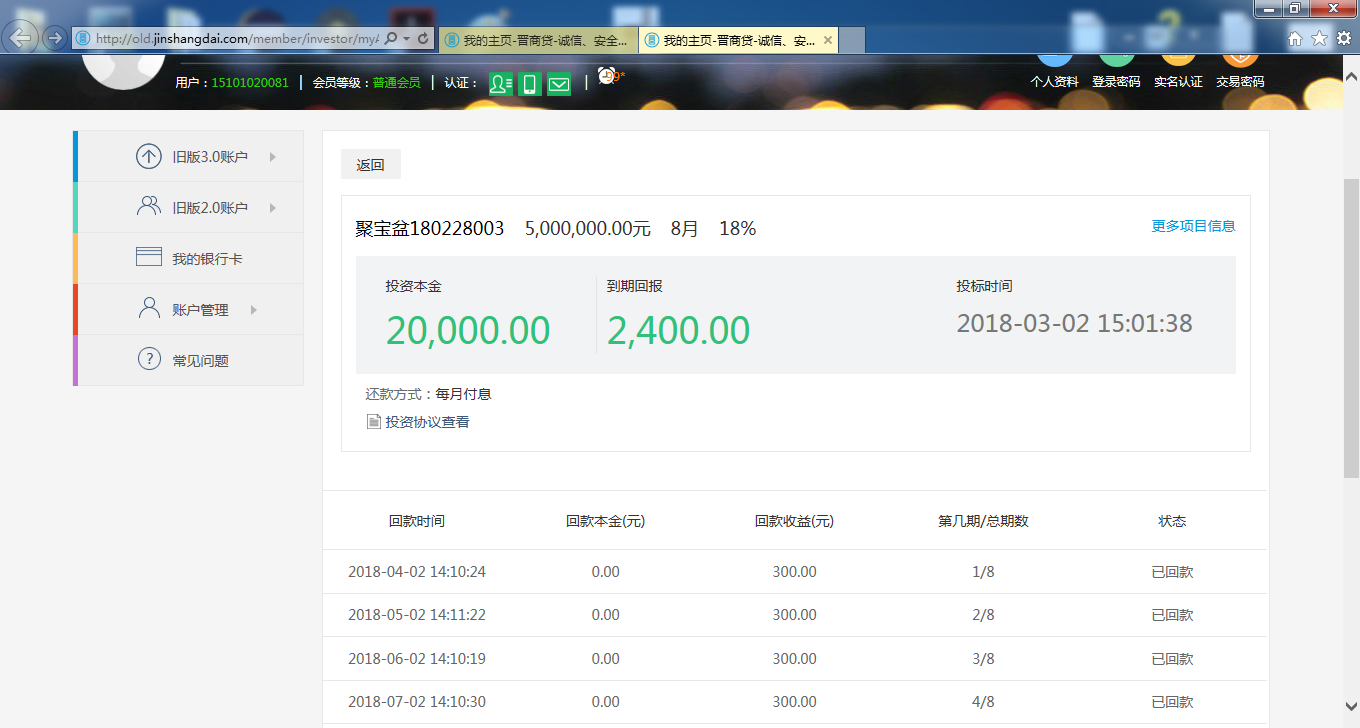 http://old.jinshangdai.com/member/investor/my
我的主页-晋商贷-诚信、安全...
我的主页-晋商贷-诚信、安...
用户：15101020081 | 会员等级：普通会员 | 认证： |
个人资料 登录密码 实名认证 交易密码
旧版3.0账户
旧版2.0账户
我的银行卡
账户管理
常见问题
返回
聚宝盆180228003 5,000,000.00元 8月 18% 更多项目信息
投资本金 到期回报 投标时间
20,000.00 2,400.00 2018-03-02 15:01:38
还款方式：每月付息
投资协议查看
回款时间 回款本金(元) 回款收益(元) 第几期/总期数 状态
2018-04-02 14:10:24 0.00 300.00 1/8 已回款
2018-05-02 14:11:22 0.00 300.00 2/8 已回款
2018-06-02 14:10:19 0.00 300.00 3/8 已回款
2018-07-02 14:10:30 0.00 300.00 4/8 已回款